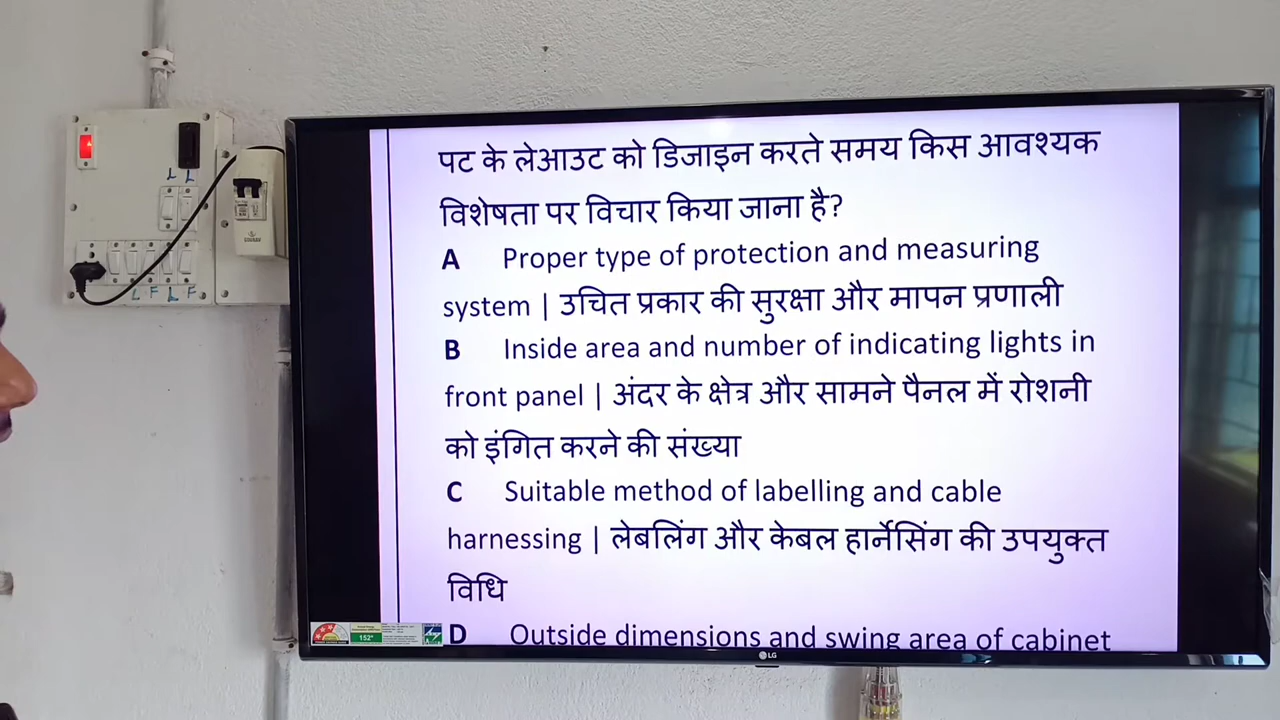 पट के लेआउट को डिजाइन करते समय किस आवश्यक
विशेषता पर विचार किया जाना है?
A Proper type of protection and measuring
system | उचित प्रकार की सुरक्षा और मापन प्रणाली
B Inside area and number of indicating lights in
front panel | अंदर के क्षेत्र और सामने पैनल में रोशनी
को इंगित करने की संख्या
C Suitable method of labelling and cable
harnessing | लेबलिंग और केबल हार्नेसिंग की उपयुक्त
विधि
D Outside dimensions and swing area of cabinet
LG
L L
L F L F